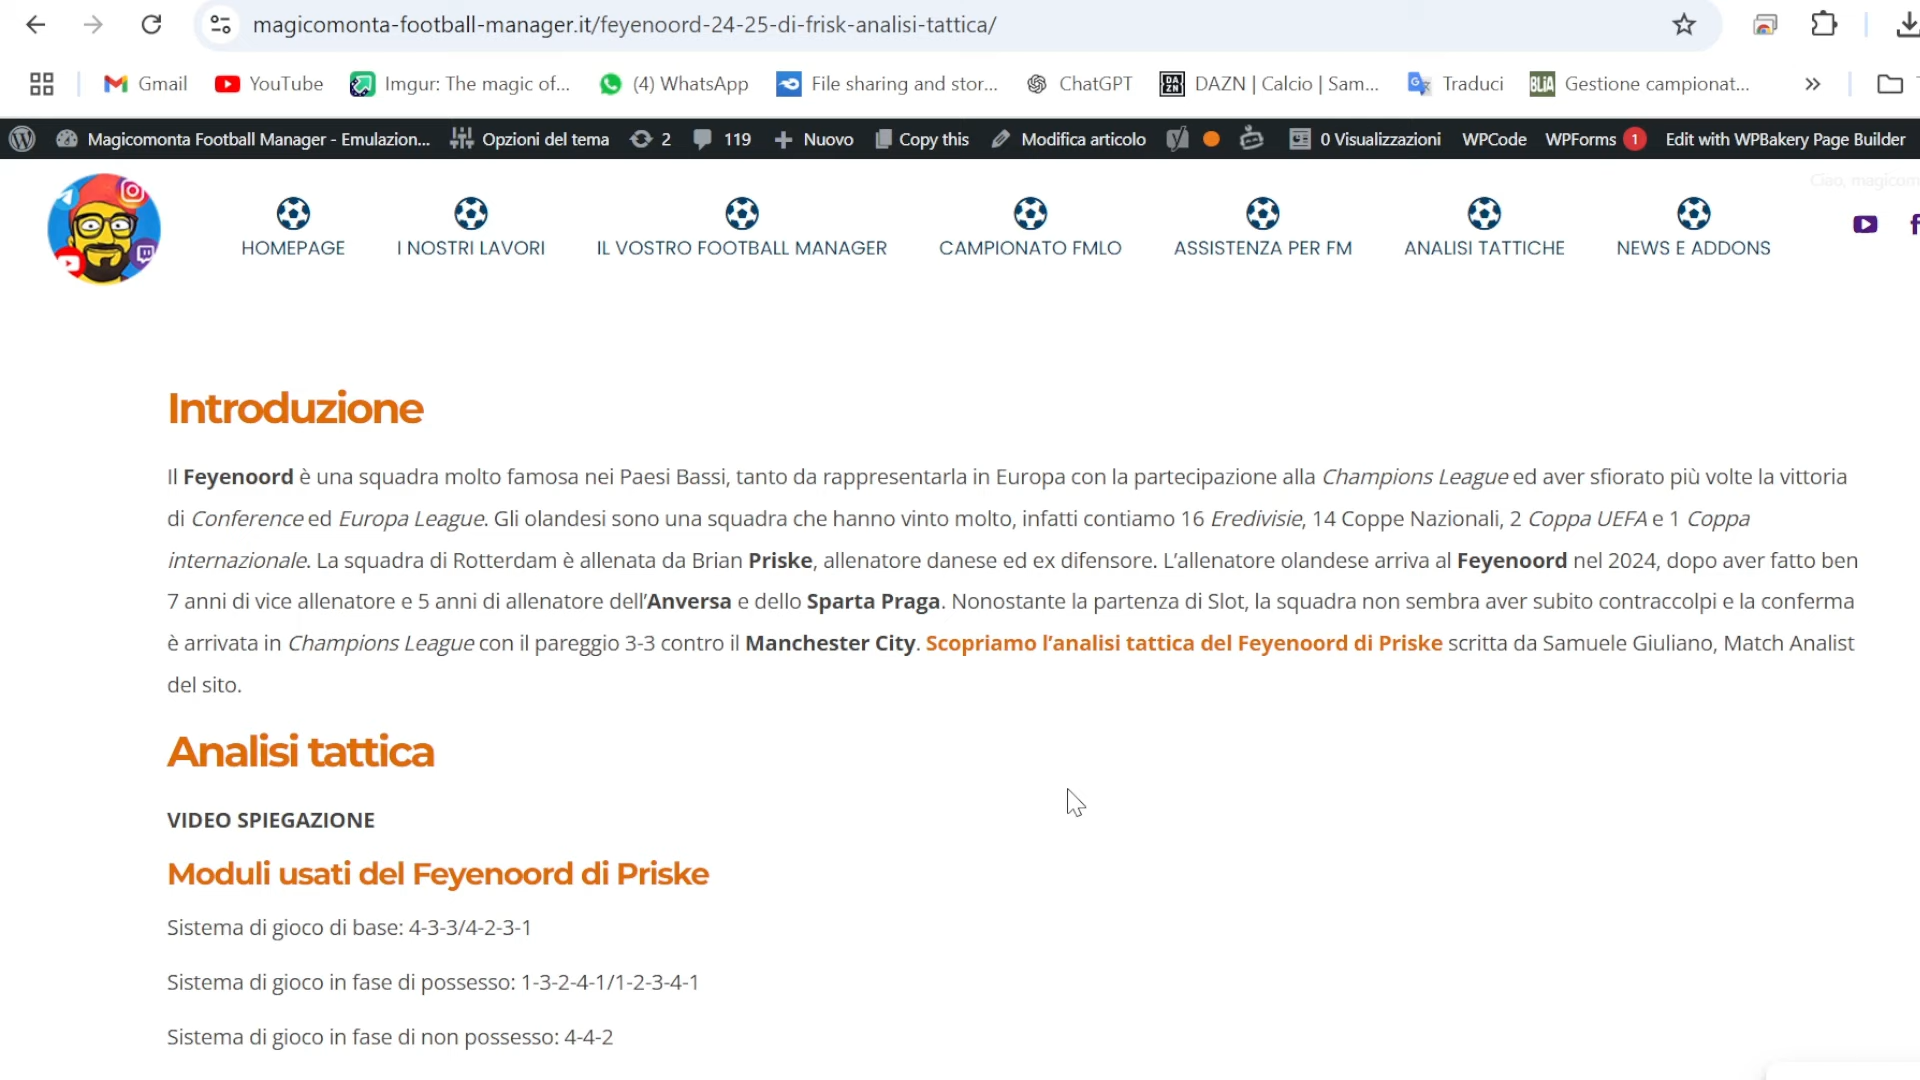 magicomonta-football-manager.it/feyenoord-24-25-di-frisk-analisi-tattica/
Gmail YouTube Imgur: The magic of... (4) WhatsApp File sharing and stor... ChatGPT DAZN | Calcio | Sam... Traduci BLIA Gestione campionat... »
Magicomonta Football Manager - Emulazion... Opzioni del tema 2 119 Nuovo Copy this Modifica articolo 0 Visualizzazioni WPCode WPForms 1 Edit with WPBakery Page Builder
Ciao, magicom
HOMEPAGE I NOSTRI LAVORI IL VOSTRO FOOTBALL MANAGER CAMPIONATO FMLO ASSISTENZA PER FM ANALISI TATTICHE NEWS E ADDONS
Introduzione
Il Feyenoord è una squadra molto famosa nei Paesi Bassi, tanto da rappresentarla in Europa con la partecipazione alla Champions League ed aver sfiorato più volte la vittoria
di Conference ed Europa League. Gli olandesi sono una squadra che hanno vinto molto, infatti contiamo 16 Eredivisie, 14 Coppe Nazionali, 2 Coppa UEFA e 1 Coppa
internazionale. La squadra di Rotterdam è allenata da Brian Priske, allenatore danese ed ex difensore. L'allenatore olandese arriva al Feyenoord nel 2024, dopo aver fatto ben
7 anni di vice allenatore e 5 anni di allenatore dell'Anversa e dello Sparta Praga. Nonostante la partenza di Slot, la squadra non sembra aver subito contraccolpi e la conferma
è arrivata in Champions League con il pareggio 3-3 contro il Manchester City. Scopriamo l'analisi tattica del Feyenoord di Priske scritta da Samuele Giuliano, Match Analist
del sito.
Analisi tattica
VIDEO SPIEGAZIONE
Moduli usati del Feyenoord di Priske
Sistema di gioco di base: 4-3-3/4-2-3-1
Sistema di gioco in fase di possesso: 1-3-2-4-1/1-2-3-4-1
Sistema di gioco in fase di non possesso: 4-4-2